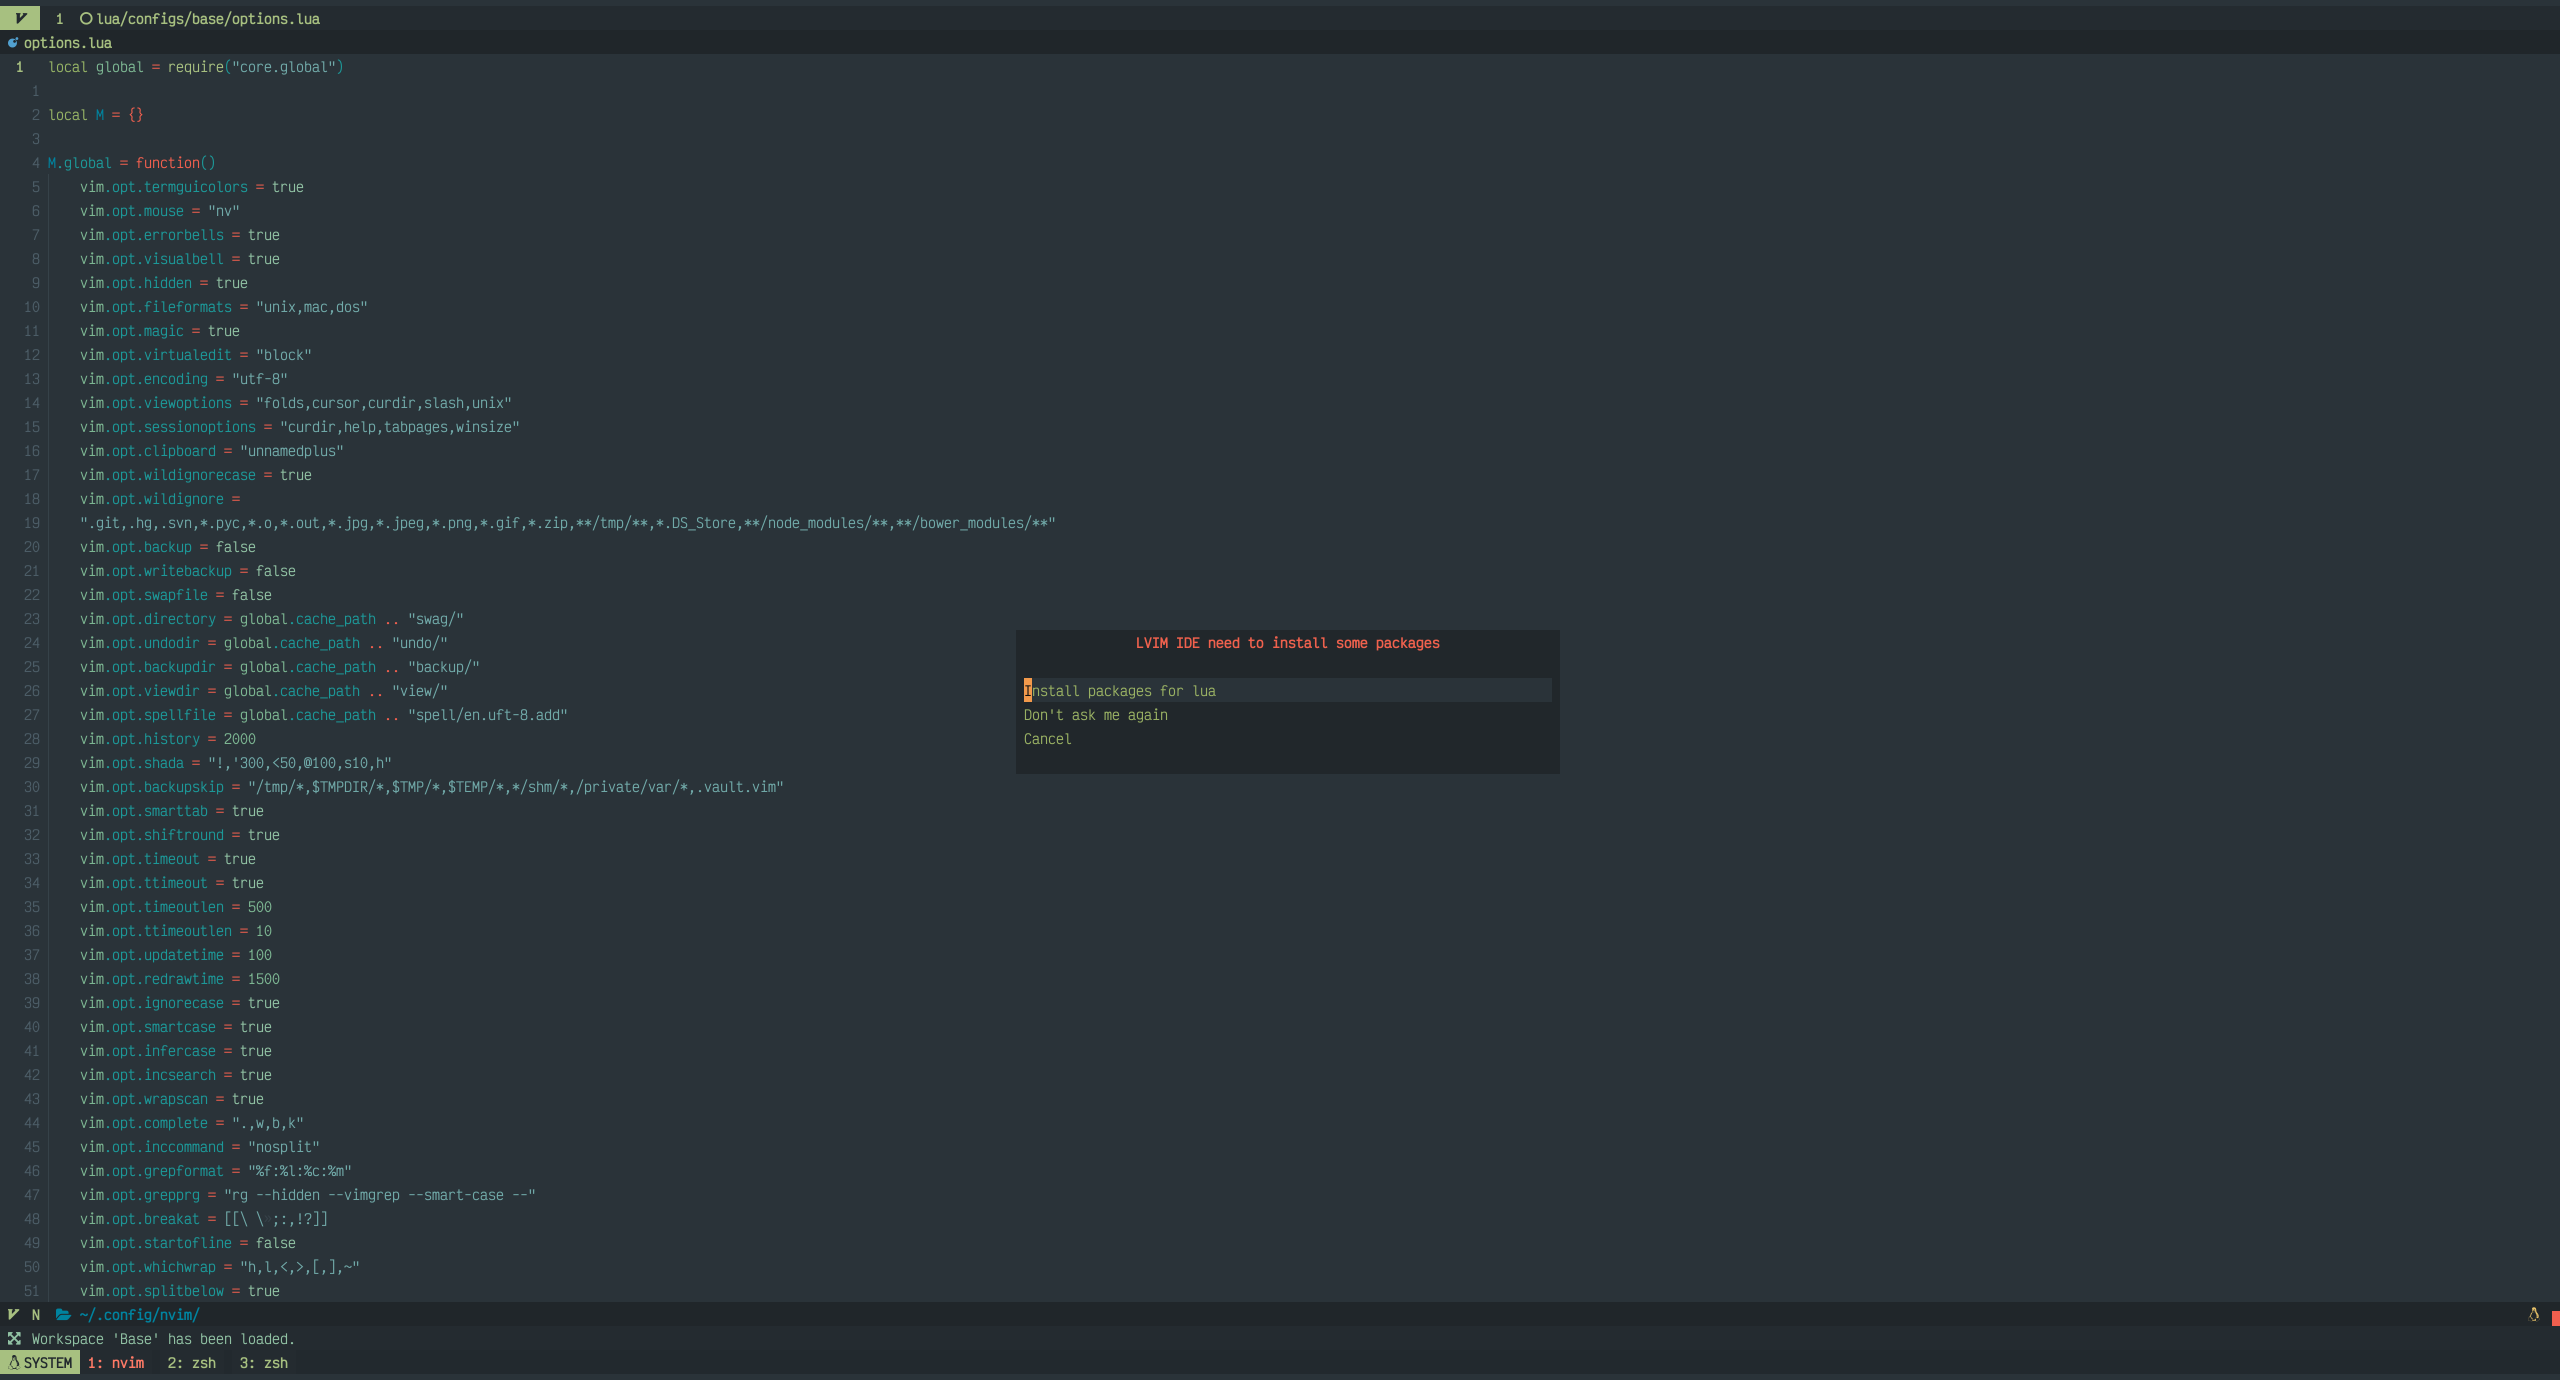 1 lua/configs/base/options.lua
options.lua
1 local global = require("core.global")
1
2 local M = {}
3
4 M.global = function()
5 vim.opt.termguicolors = true
6 vim.opt.mouse = "nv"
7 vim.opt.errorbells = true
8 vim.opt.visualbell = true
9 vim.opt.hidden = true
10 vim.opt.fileformats = "unix,mac,dos"
11 vim.opt.magic = true
12 vim.opt.virtualedit = "block"
13 vim.opt.encoding = "utf-8"
14 vim.opt.viewoptions = "folds,cursor,curdir,slash,unix"
15 vim.opt.sessionoptions = "curdir,help,tabpages,winsize"
16 vim.opt.clipboard = "unnamedplus"
17 vim.opt.wildignorecase = true
18 vim.opt.wildignore =
19 ".git,.hg,.svn,*.pyc,*.o,*.out,*.jpg,*.jpeg,*.png,*.gif,*.zip,**/tmp/**,*.DS_Store,**/node_modules/**,**/bower_modules/**"
20 vim.opt.backup = false
21 vim.opt.writebackup = false
22 vim.opt.swapfile = false
23 vim.opt.directory = global.cache_path .. "swag/"
24 vim.opt.undodir = global.cache_path .. "undo/"
25 vim.opt.backupdir = global.cache_path .. "backup/"
26 vim.opt.viewdir = global.cache_path .. "view/"
27 vim.opt.spellfile = global.cache_path .. "spell/en.uft-8.add"
28 vim.opt.history = 2000
29 vim.opt.shada = "!,'300,<50,@100,s10,h"
30 vim.opt.backupskip = "/tmp/*,$TMPDIR/*,$TMP/*,$TEMP/*,*/shm/*,/private/var/*,.vault.vim"
31 vim.opt.smarttab = true
32 vim.opt.shiftround = true
33 vim.opt.timeout = true
34 vim.opt.ttimeout = true
35 vim.opt.timeoutlen = 500
36 vim.opt.ttimeoutlen = 10
37 vim.opt.updatetime = 100
38 vim.opt.redrawtime = 1500
39 vim.opt.ignorecase = true
40 vim.opt.smartcase = true
41 vim.opt.infercase = true
42 vim.opt.incsearch = true
43 vim.opt.wrapscan = true
44 vim.opt.complete = ".,w,b,k"
45 vim.opt.inccommand = "nosplit"
46 vim.opt.grepformat = "%f:%l:%c:%m"
47 vim.opt.grepprg = "rg --hidden --vimgrep --smart-case --"
48 vim.opt.breakat = [[\ \ ;:,!?]]
49 vim.opt.startofline = false
50 vim.opt.whichwrap = "h,l,<,>,[,],~"
51 vim.opt.splitbelow = true
LVIM IDE need to install some packages
Install packages for lua
Don't ask me again
Cancel
N ~/.config/nvim/
Workspace 'Base' has been loaded.
SYSTEM 1: nvim 2: zsh 3: zsh